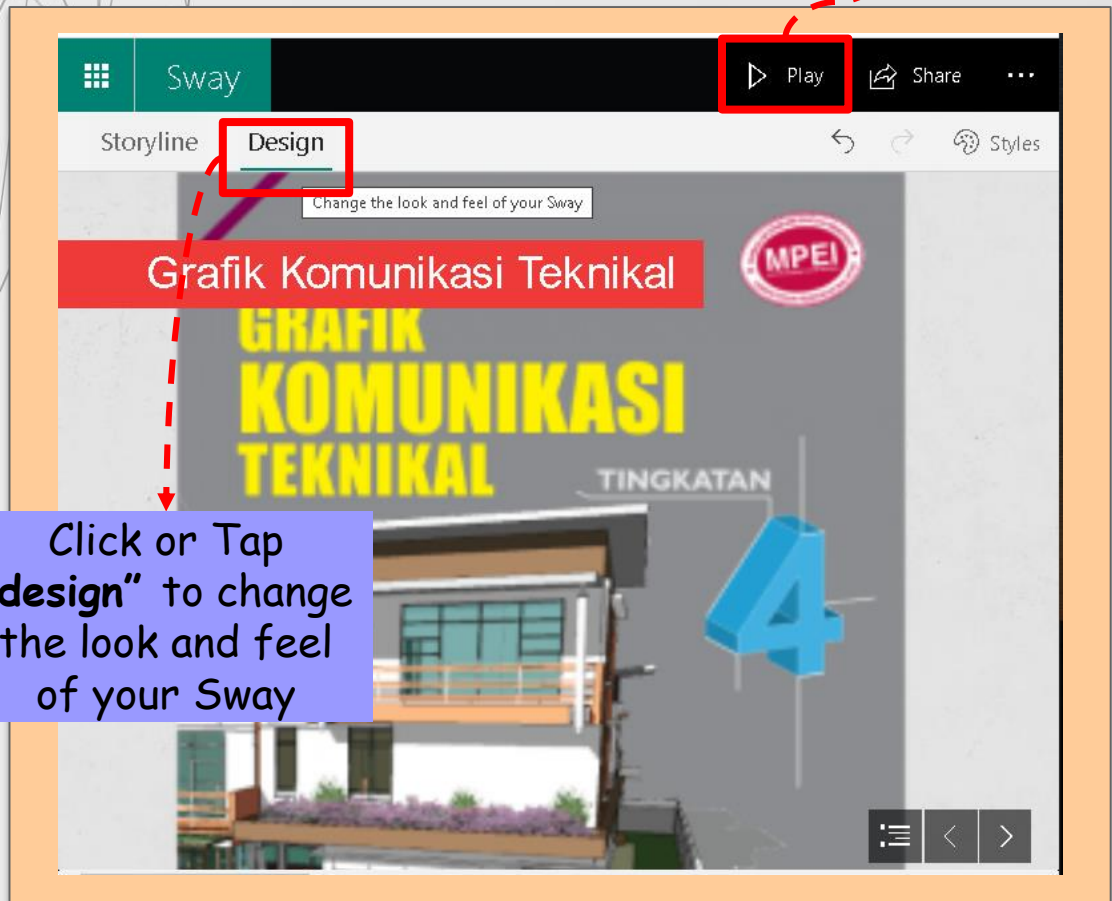 Sway
Play
Share
...
Storyline
Design
Styles
Change the look and feel of your Sway
MPEI
Grafik Komunikasi Teknikal
GRAFIK
KOMUNIKASI
TEKNIKAL
TINGKATAN
4
Click or Tap
design” to change
the look and feel
of your Sway